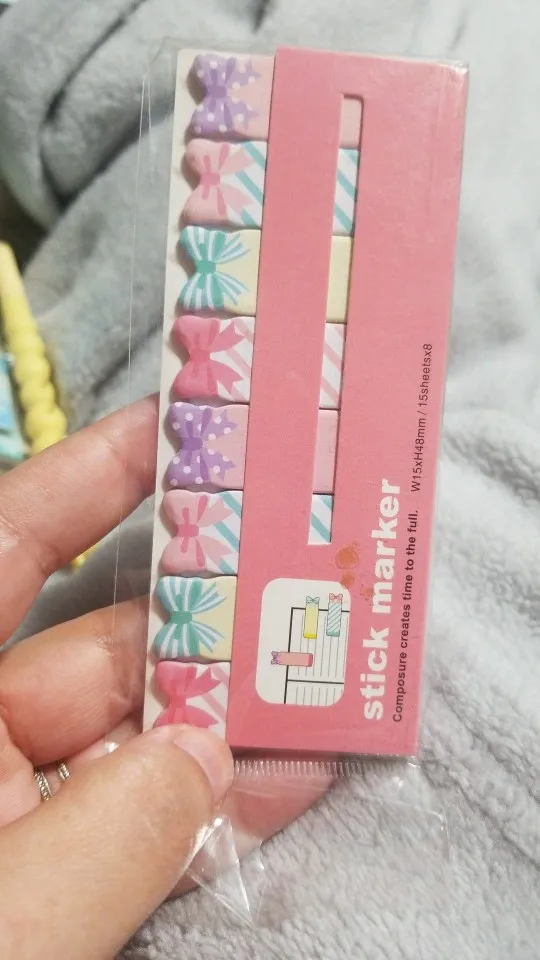 stick marker
Composure creates time to the full. W15xH48mm / 15sheetsx8